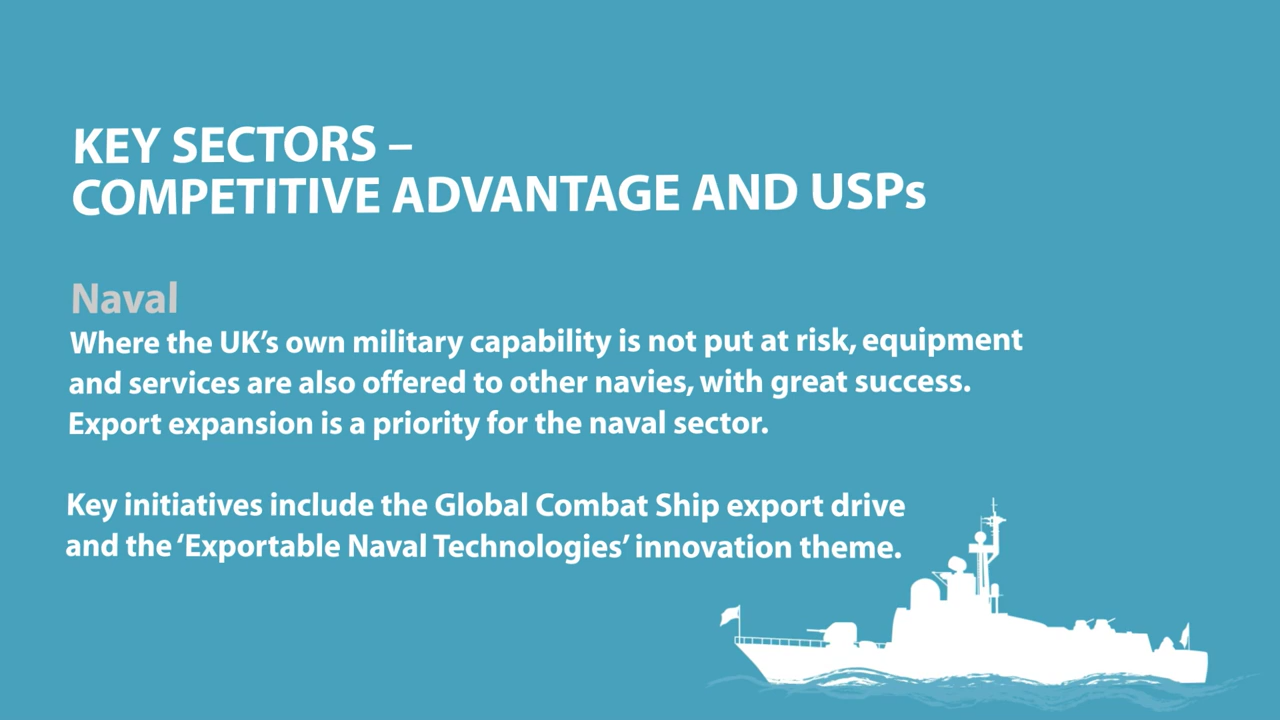 KEY SECTORS –
COMPETITIVE ADVANTAGE AND USPs
Naval
Where the UK’s own military capability is not put at risk, equipment
and services are also offered to other navies, with great success.
Export expansion is a priority for the naval sector.
Key initiatives include the Global Combat Ship export drive
and the ‘Exportable Naval Technologies’ innovation theme.